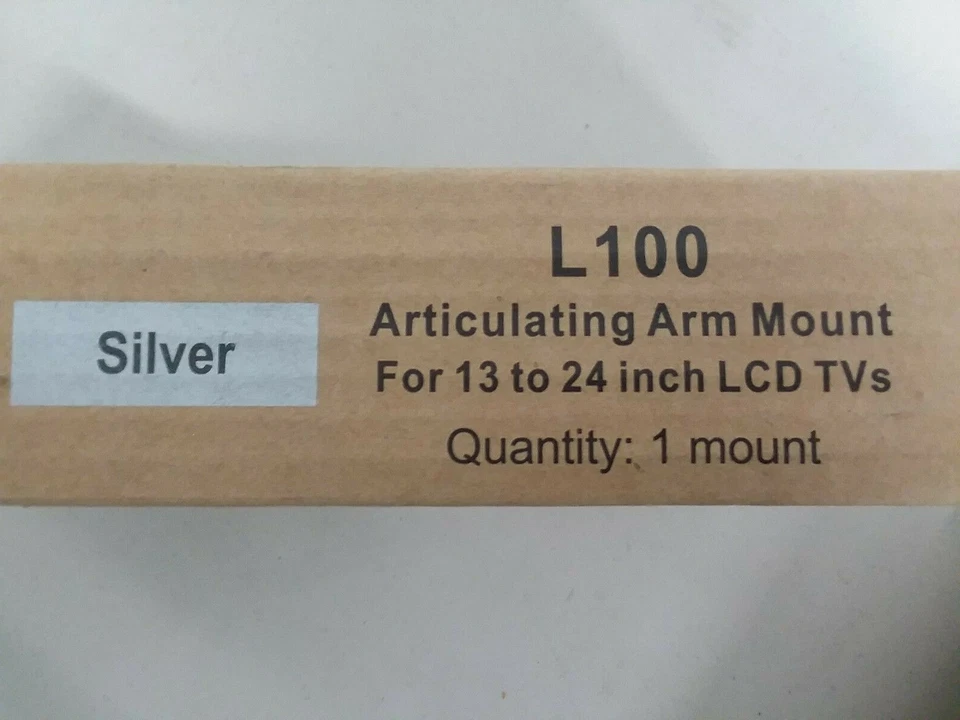 L100
Articulating Arm Mount
Silver
For 13 to 24 inch LCD TVs
Quantity: 1 mount